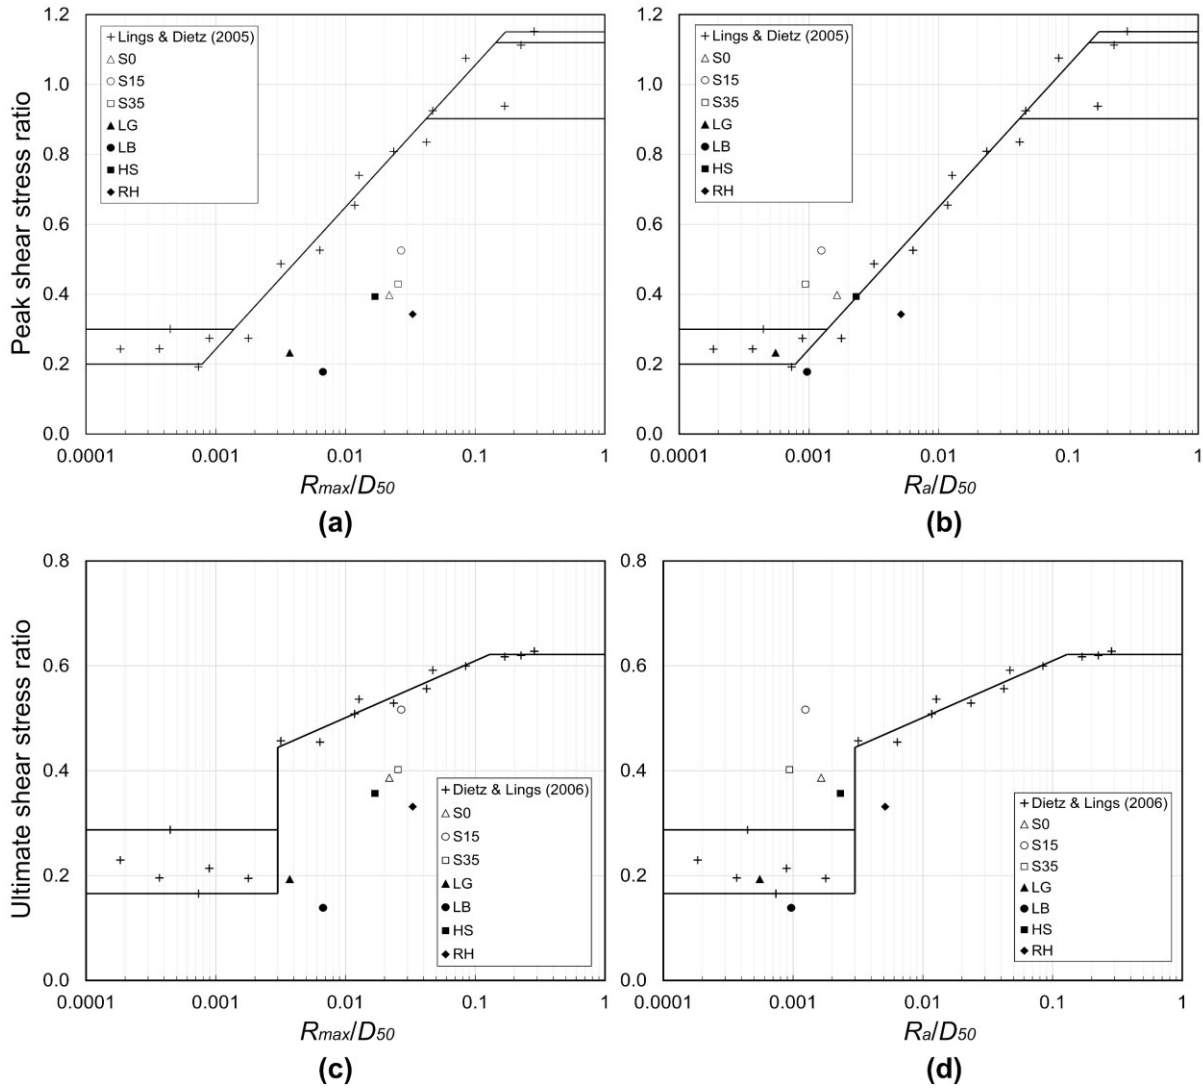 1.2
1.0
0.8
0.6
0.4
0.2
0.0
Peak shear stress ratio
Lings & Dietz (2005)
S0
S15
S35
LG
LB
HS
RH
0.0001 0.001 0.01 0.1 1
Rmax/D50
(a)
Lings & Dietz (2005)
S0
S15
S35
LG
LB
HS
RH
1.2
1.0
0.8
0.6
0.4
0.2
0.0
0.0001 0.001 0.01 0.1 1
Ra/D50
(b)
0.8
0.6
0.4
0.2
0.0
Ultimate shear stress ratio
Dietz & Lings (2006)
S0
S15
S35
LG
LB
HS
RH
0.0001 0.001 0.01 0.1 1
Rmax/D50
(c)
0.8
0.6
0.4
0.2
0.0
Dietz & Lings (2006)
S0
S15
S35
LG
LB
HS
RH
0.0001 0.001 0.01 0.1 1
Ra/D50
(d)